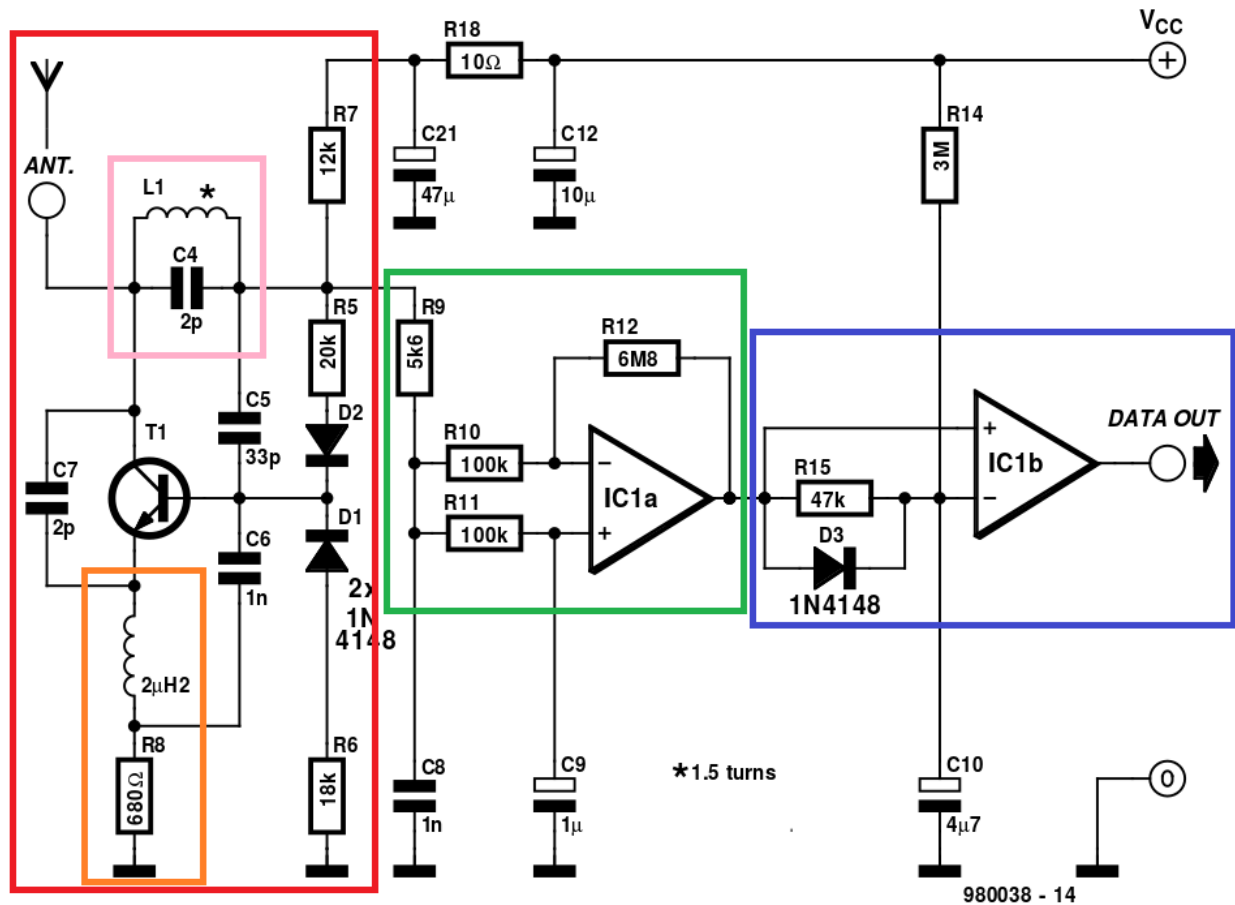 VCC
+
R18
10Ω
R7
12k
C21
47µ
C12
10µ
R14
3M
ANT.
L1
*
C4
2p
R5
20k
R9
5k6
R12
6M8
C5
33p
D2
T1
C7
2p
R10
100k
−
IC1a
R11
100k
+
R15
47k
+
IC1b
−
DATA OUT
D3
1N4148
D1
C6
1n
2x
1N
4148
2µH2
R8
680Ω
R6
18k
C8
1n
C9
1µ
*1.5 turns
C10
4µ7
0
980038 - 14